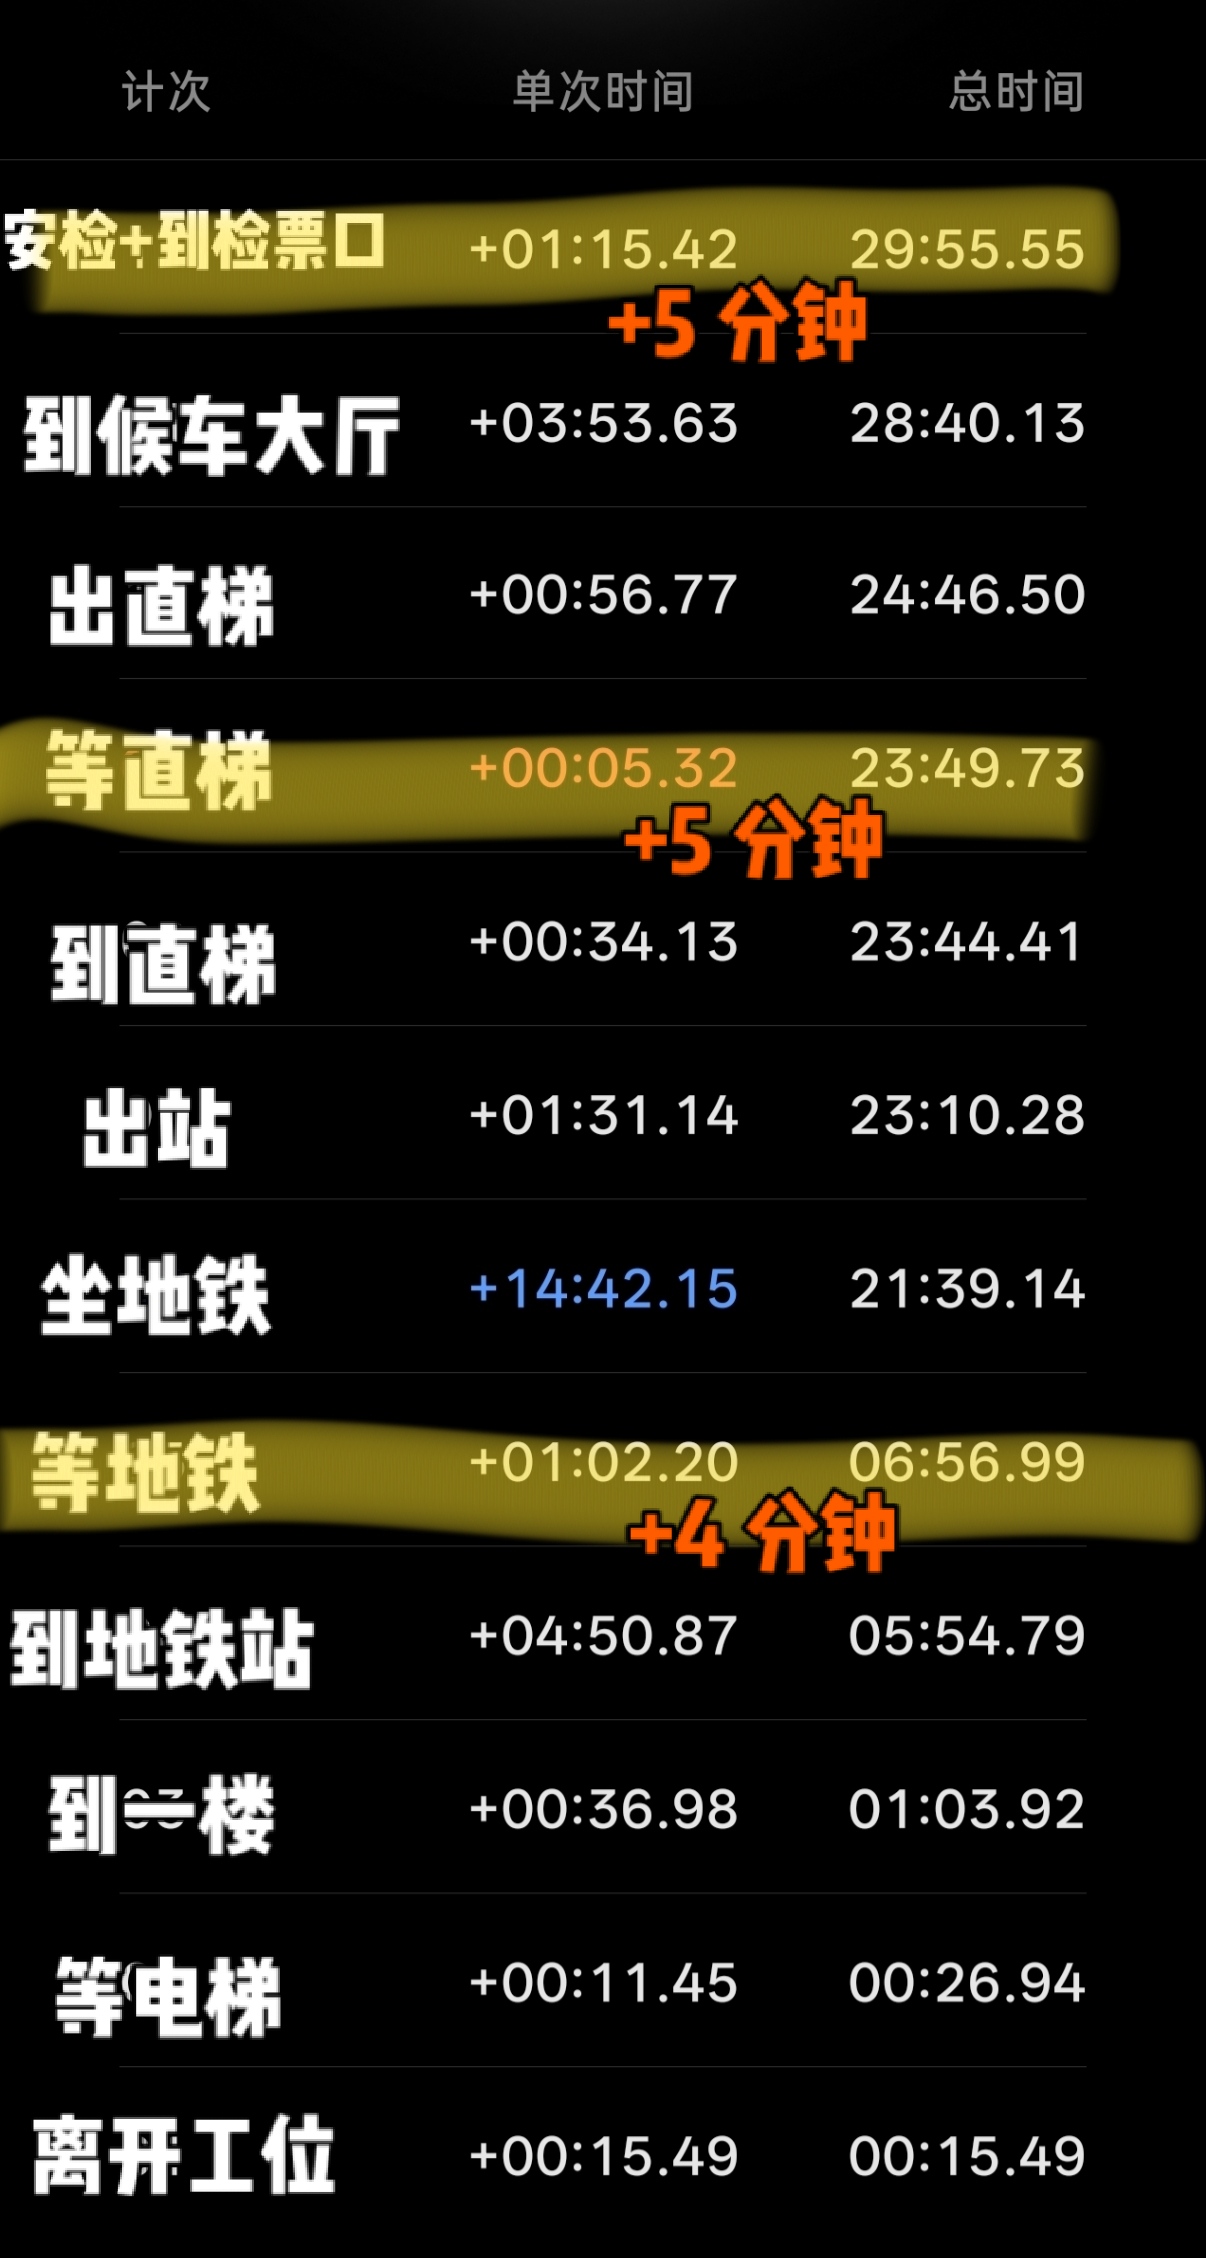 计次 单次时间 总时间
安检+到检票口 +01:15.42 29:55.55
+5 分钟
到候车大厅 +03:53.63 28:40.13
出直梯 +00:56.77 24:46.50
等直梯 +00:05.32 23:49.73
+5 分钟
到直梯 +00:34.13 23:44.41
出站 +01:31.14 23:10.28
坐地铁 +14:42.15 21:39.14
等地铁 +01:02.20 06:56.99
+4 分钟
到地铁站 +04:50.87 05:54.79
到一楼 +00:36.98 01:03.92
等电梯 +00:11.45 00:26.94
离开工位 +00:15.49 00:15.49